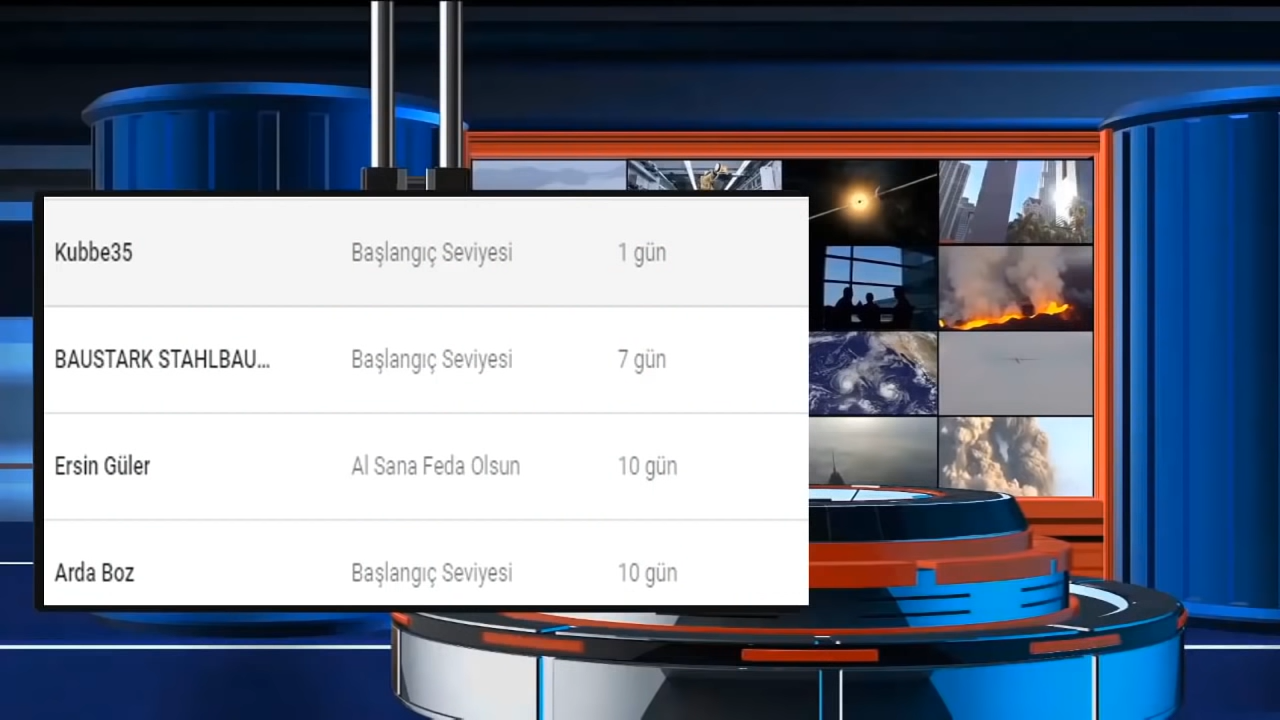 Kubbe35 Başlangıç Seviyesi 1 gün
BAUSTARK STAHLBAU... Başlangıç Seviyesi 7 gün
Ersin Güler Al Sana Feda Olsun 10 gün
Arda Boz Başlangıç Seviyesi 10 gün